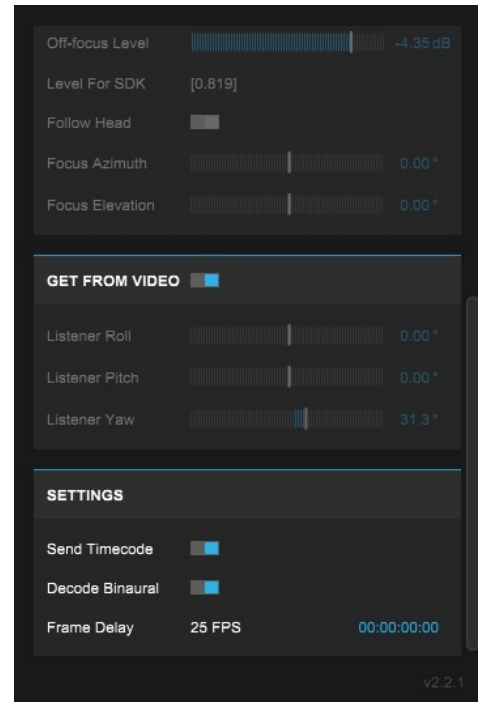 Off-focus Level -4.35 dB
Level For SDK [0.819]
Follow Head
Focus Azimuth 0.00 °
Focus Elevation 0.00 °
GET FROM VIDEO
Listener Roll 0.00 °
Listener Pitch 0.00 °
Listener Yaw 31.3 °
SETTINGS
Send Timecode
Decode Binaural
Frame Delay 25 FPS 00:00:00:00
v2.2.1